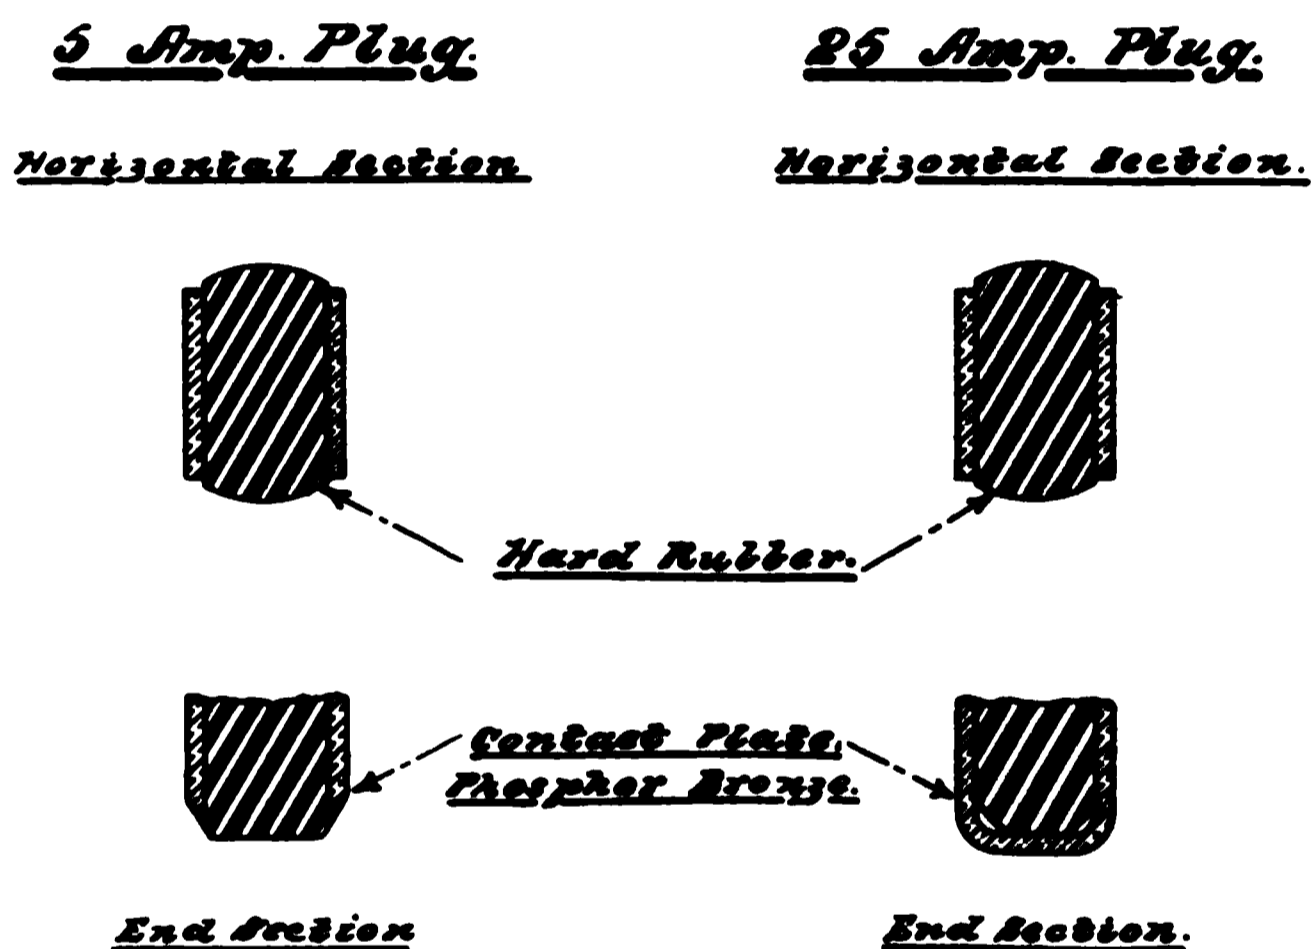 5 Amp. Plug.
25 Amp. Plug.
Horizontal Section
Horizontal Section.
Hard Rubber.
Contact Plate,
Phosphor Bronze.
End Section
End Section.